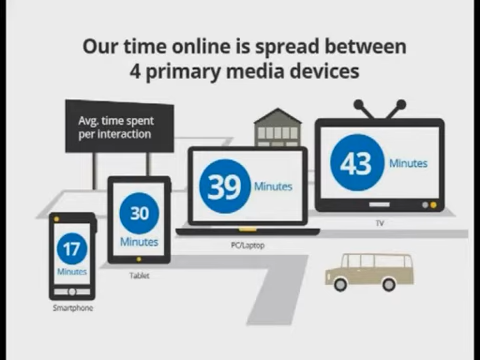 Our time online is spread between
4 primary media devices
Avg. time spent
per interaction
17
Minutes
Smartphone
30
Minutes
Tablet
39 Minutes
PC/Laptop
43 Minutes
TV